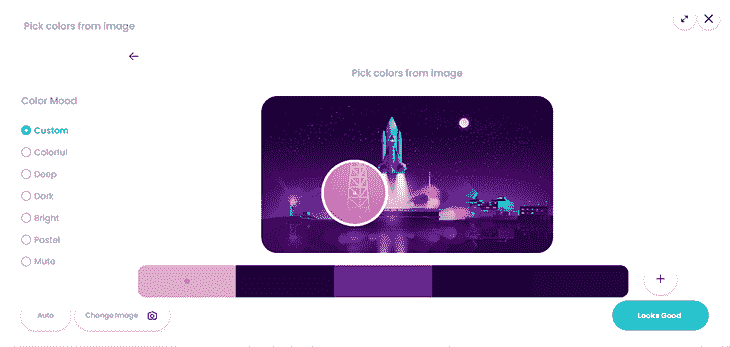 Pick colors from image
Pick colors from image
Color Mood
Custom
Colorful
Deep
Dark
Bright
Pastel
Mute
Auto
Change Image
Looks Good